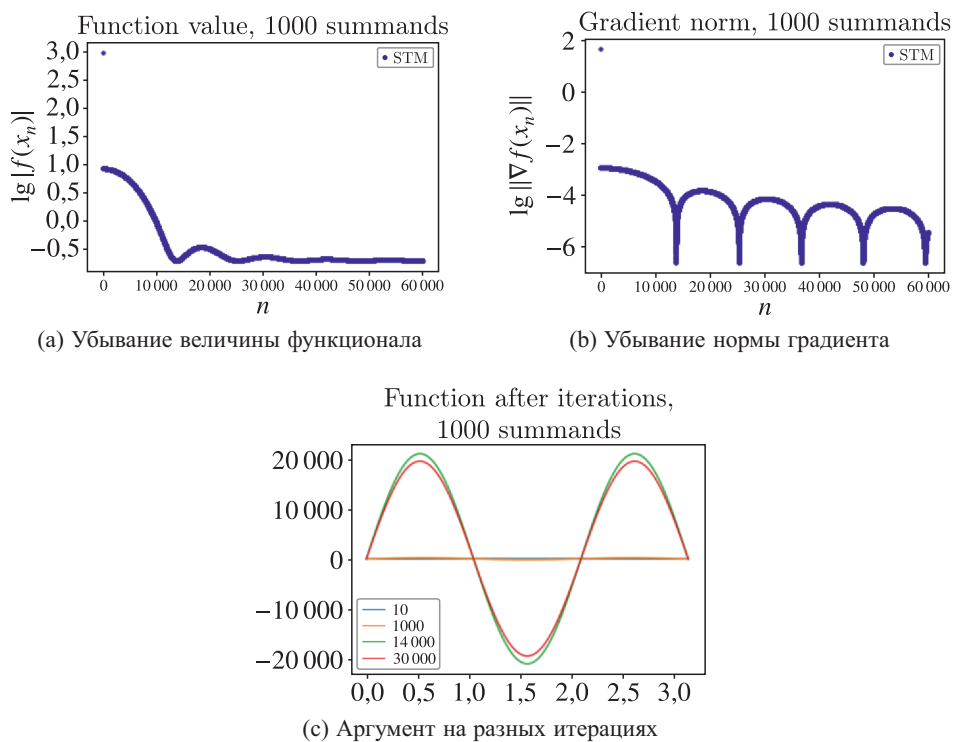 Function value, 1000 summands
3,0
2,5
2,0
1,5
1,0
0,5
0,0
−0,5
lg |f(x_n)|
STM
0 10 000 20 000 30 000 40 000 50 000 60 000
n
(a) Убывание величины функционала
Gradient norm, 1000 summands
2
0
−2
−4
−6
lg ||∇f(x_n)||
STM
0 10 000 20 000 30 000 40 000 50 000 60 000
n
(b) Убывание нормы градиента
Function after iterations,
1000 summands
20 000
10 000
0
−10 000
−20 000
10
1000
14 000
30 000
0,0 0,5 1,0 1,5 2,0 2,5 3,0
(c) Аргумент на разных итерациях